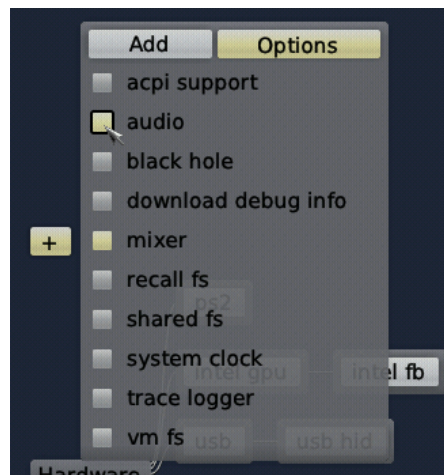 Add Options
acpi support
audio
black hole
download debug info
+ mixer
recall fs
ps2
shared fs
system clock
intel gpu intel fb
trace logger
vm fs usb usb hid
Hardware